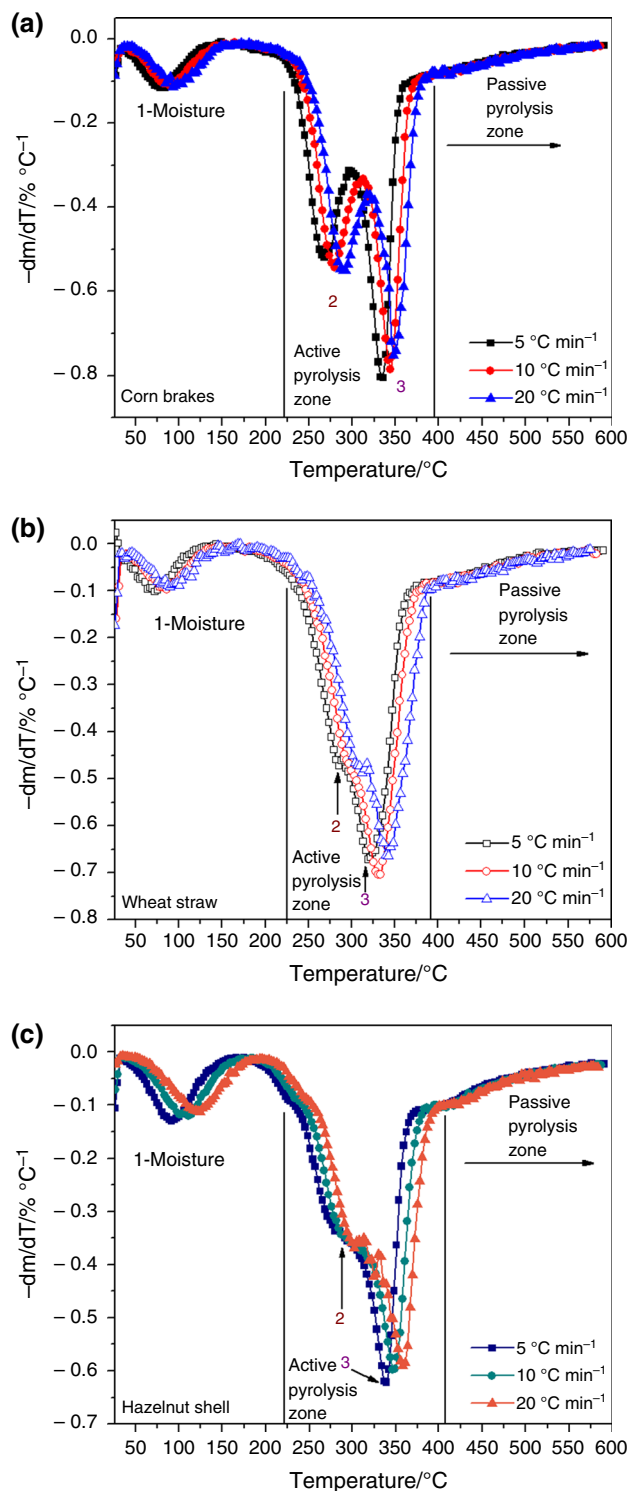 (a)
0.0
1-Moisture
Passive
pyrolysis
zone
– 0.2
– 0.4
–dm/dT/% °C⁻¹
– 0.6
2
Active
pyrolysis
zone
3
5 °C min⁻¹
10 °C min⁻¹
20 °C min⁻¹
– 0.8
Corn brakes
50 100 150 200 250 300 350 400 450 500 550 600
Temperature/°C
(b)
0.0
– 0.1
1-Moisture
Passive
pyrolysis
zone
– 0.2
– 0.3
– 0.4
–dm/dT/% °C⁻¹
– 0.5
2
– 0.6
Active
pyrolysis
zone
3
5 °C min⁻¹
10 °C min⁻¹
20 °C min⁻¹
– 0.7
– 0.8
Wheat straw
50 100 150 200 250 300 350 400 450 500 550 600
Temperature/°C
(c)
0.0
– 0.1
1-Moisture
Passive
pyrolysis
zone
– 0.2
– 0.3
–dm/dT/% °C⁻¹
– 0.4
– 0.5
2
– 0.6
Active
3
pyrolysis
zone
5 °C min⁻¹
10 °C min⁻¹
20 °C min⁻¹
– 0.7
Hazelnut shell
50 100 150 200 250 300 350 400 450 500 550 600
Temperature/°C